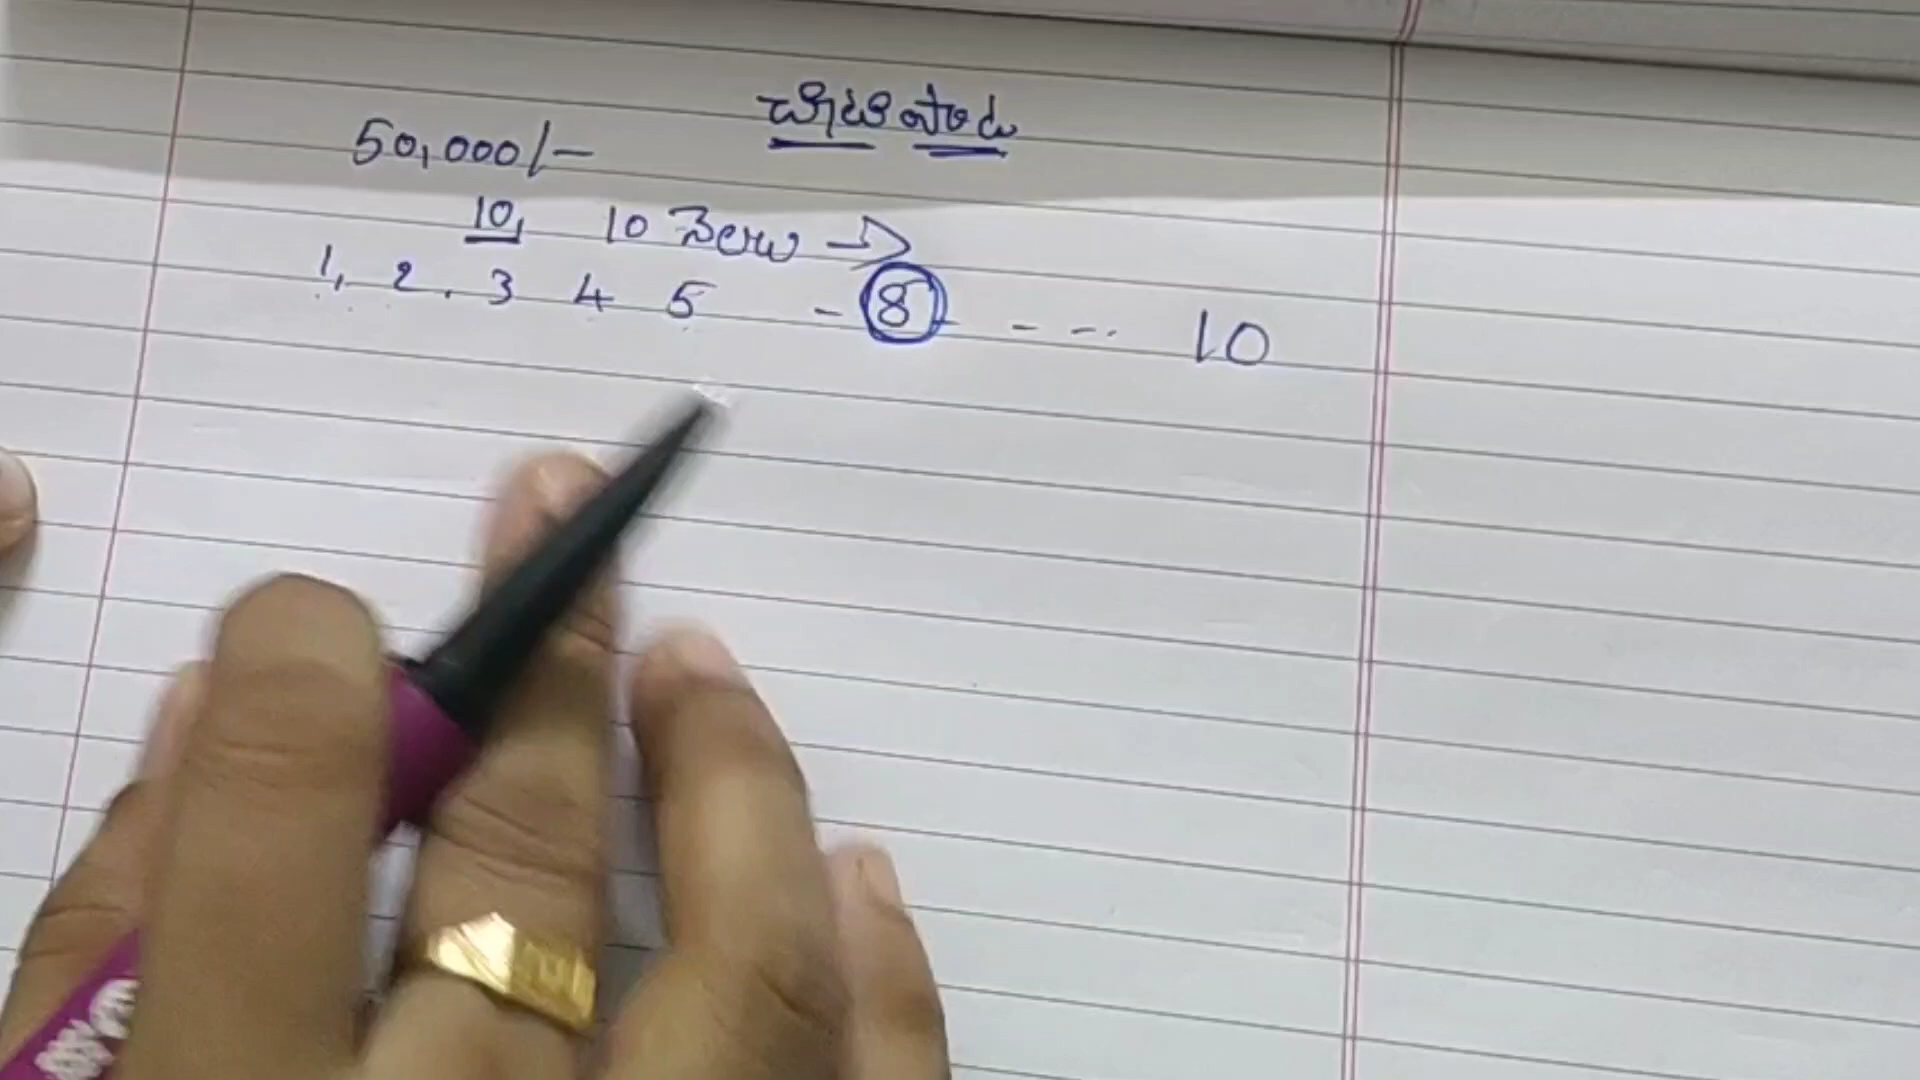 50,000/-
10, 10 నెలలు →
1, 2. 3 4 5 - 8 - - -.. 10